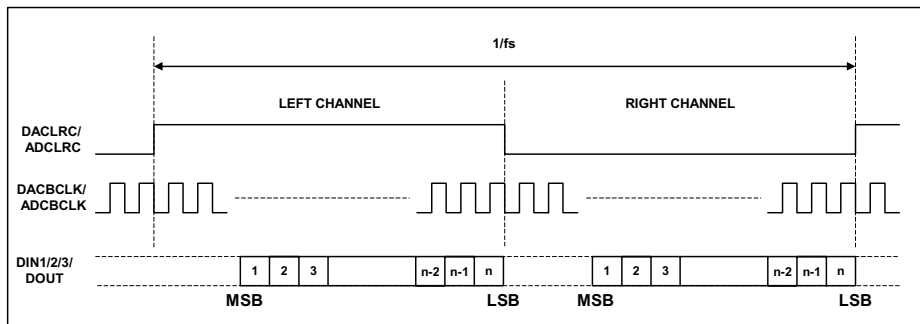 1/fs
LEFT CHANNEL RIGHT CHANNEL
DACLRC/
ADCLRC
DACBCLK/
ADCBCLK
DIN1/2/3/
DOUT
1 2 3 n-2 n-1 n 1 2 3 n-2 n-1 n
MSB LSB MSB LSB